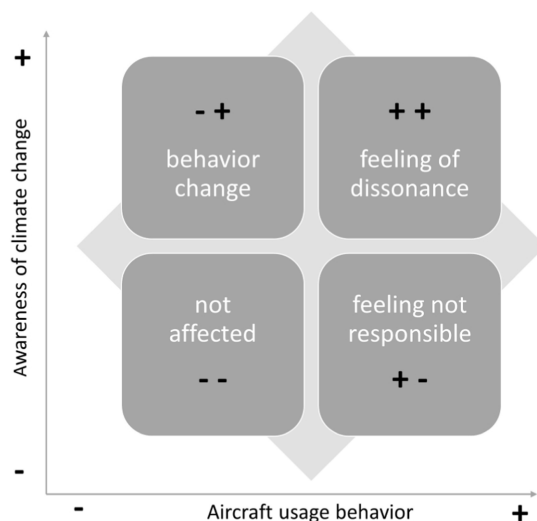 +
Awareness of climate change
-
- +
behavior
change
+ +
feeling of
dissonance
not
affected
- -
feeling not
responsible
+ -
-
Aircraft usage behavior
+